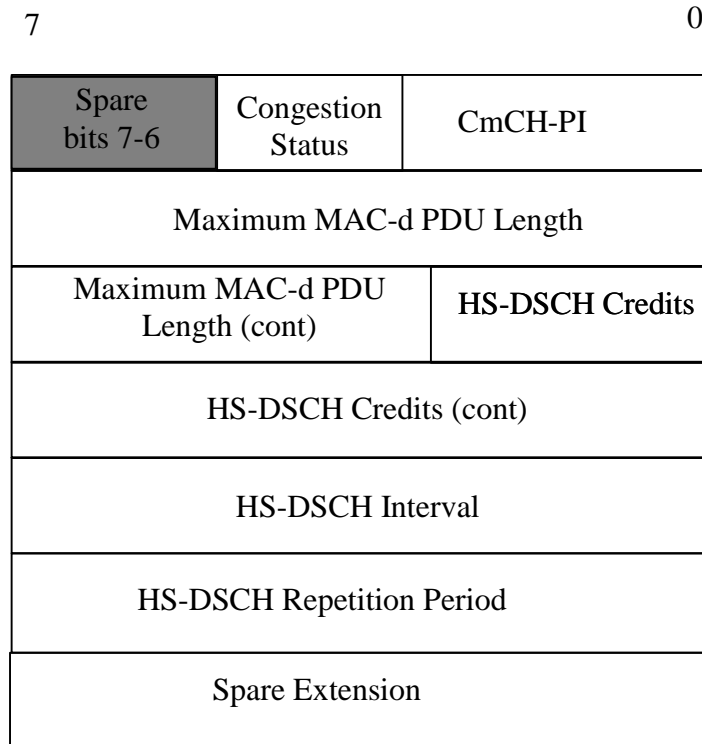 7 0
Spare
bits 7-6
Congestion
Status
CmCH-PI
Maximum MAC-d PDU Length
Maximum MAC-d PDU
Length (cont)
HS-DSCH Credits
HS-DSCH Credits (cont)
HS-DSCH Interval
HS-DSCH Repetition Period
Spare Extension